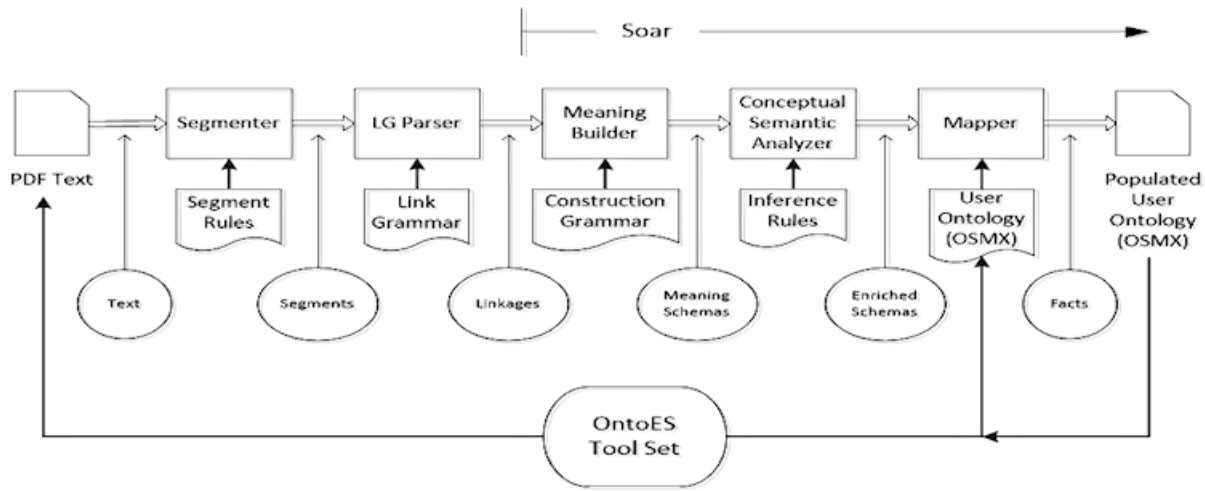 Soar
PDF Text
Segmenter
LG Parser
Meaning
Builder
Conceptual
Semantic
Analyzer
Mapper
Populated
User
Ontology
(OSMX)
Segment
Rules
Link
Grammar
Construction
Grammar
Inference
Rules
User
Ontology
(OSMX)
Text
Segments
Linkages
Meaning
Schemas
Enriched
Schemas
Facts
OntoES
Tool Set